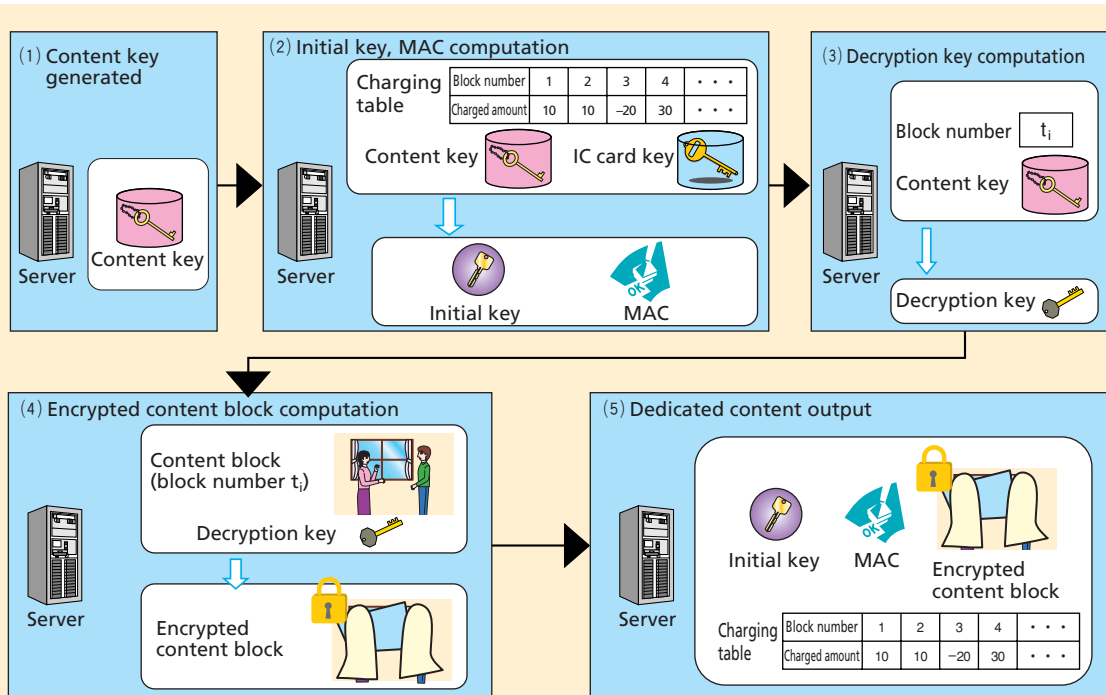 (1) Content key
generated
Server
Content key
(2) Initial key, MAC computation
Charging
table
Block number 1 2 3 4 • • •
Charged amount 10 10 –20 30 • • •
Content key
IC card key
Server
Initial key
OK
MAC
(3) Decryption key computation
Block number ti
Content key
Server
Decryption key
(4) Encrypted content block computation
Content block
(block number ti)
Decryption key
Server
Encrypted
content block
(5) Dedicated content output
Server
Initial key
OK
MAC
Encrypted
content block
Charging
table
Block number 1 2 3 4 • • •
Charged amount 10 10 –20 30 • • •